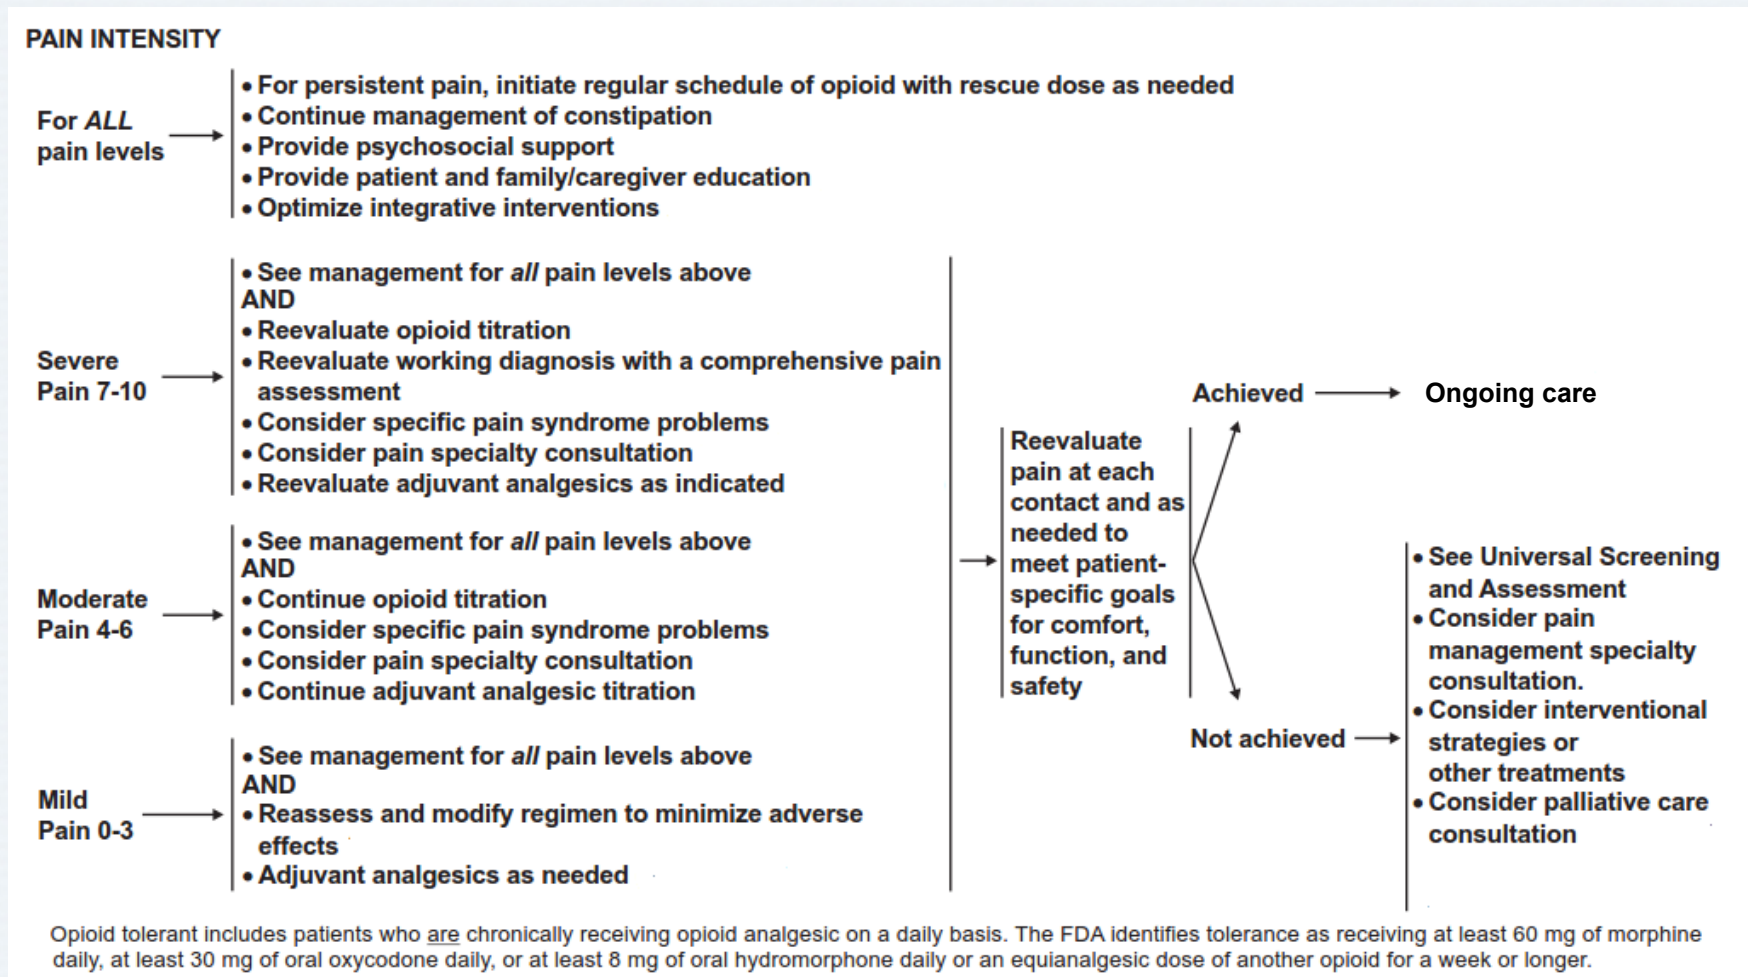 PAIN INTENSITY
For ALL
pain levels
• For persistent pain, initiate regular schedule of opioid with rescue dose as needed
• Continue management of constipation
• Provide psychosocial support
• Provide patient and family/caregiver education
• Optimize integrative interventions
Severe
Pain 7-10
• See management for all pain levels above
AND
• Reevaluate opioid titration
• Reevaluate working diagnosis with a comprehensive pain
assessment
• Consider specific pain syndrome problems
• Consider pain specialty consultation
• Reevaluate adjuvant analgesics as indicated
Moderate
Pain 4-6
• See management for all pain levels above
AND
• Continue opioid titration
• Consider specific pain syndrome problems
• Consider pain specialty consultation
• Continue adjuvant analgesic titration
Mild
Pain 0-3
• See management for all pain levels above
AND
• Reassess and modify regimen to minimize adverse
effects
• Adjuvant analgesics as needed
Reevaluate
pain at each
contact and as
needed to
meet patient-
specific goals
for comfort,
function, and
safety
Achieved
Ongoing care
Not achieved
• See Universal Screening
and Assessment
• Consider pain
management specialty
consultation.
• Consider interventional
strategies or
other treatments
• Consider palliative care
consultation
Opioid tolerant includes patients who are chronically receiving opioid analgesic on a daily basis. The FDA identifies tolerance as receiving at least 60 mg of morphine
daily, at least 30 mg of oral oxycodone daily, or at least 8 mg of oral hydromorphone daily or an equianalgesic dose of another opioid for a week or longer.